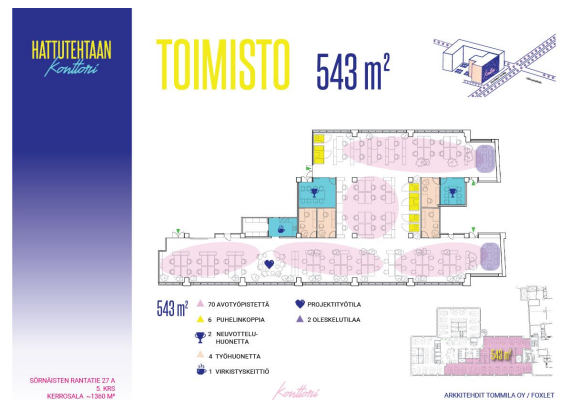 HATTUTEHTAAN
Konttori
TOIMISTO 543 m²
543 m²
70 AVOTYÖPISTETTÄ
6 PUHELINKOPPIA
2 NEUVOTTELU-
HUONETTA
4 TYÖHUONETTA
1 VIRKISTYSKEITTIÖ
PROJEKTITYÖTILA
2 OLESKELUTILAA
543 m²
SÖRNÄISTEN RANTATIE 27 A
5. KRS
KERROSALA ~1360 M²
Konttori
ARKKITEHDIT TOMMILA OY / FOXLET